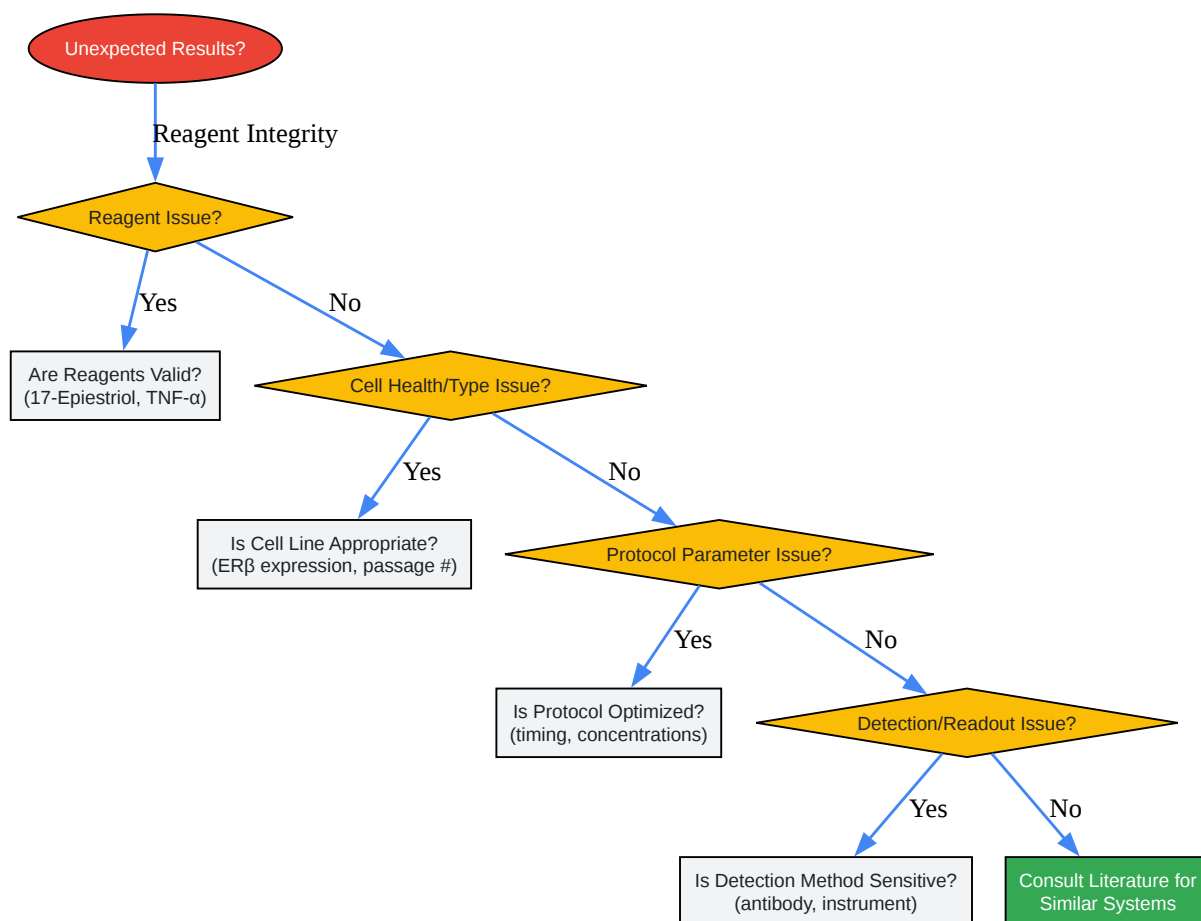 Unexpected Results?
Reagent Integrity
Reagent Issue?
Yes
No
Are Reagents Valid?
(17-Epiestriol, TNF-α)
Cell Health/Type Issue?
Yes
No
Is Cell Line Appropriate?
(ERβ expression, passage #)
Protocol Parameter Issue?
Yes
No
Is Protocol Optimized?
(timing, concentrations)
Detection/Readout Issue?
Yes
No
Is Detection Method Sensitive?
(antibody, instrument)
Consult Literature for
Similar Systems